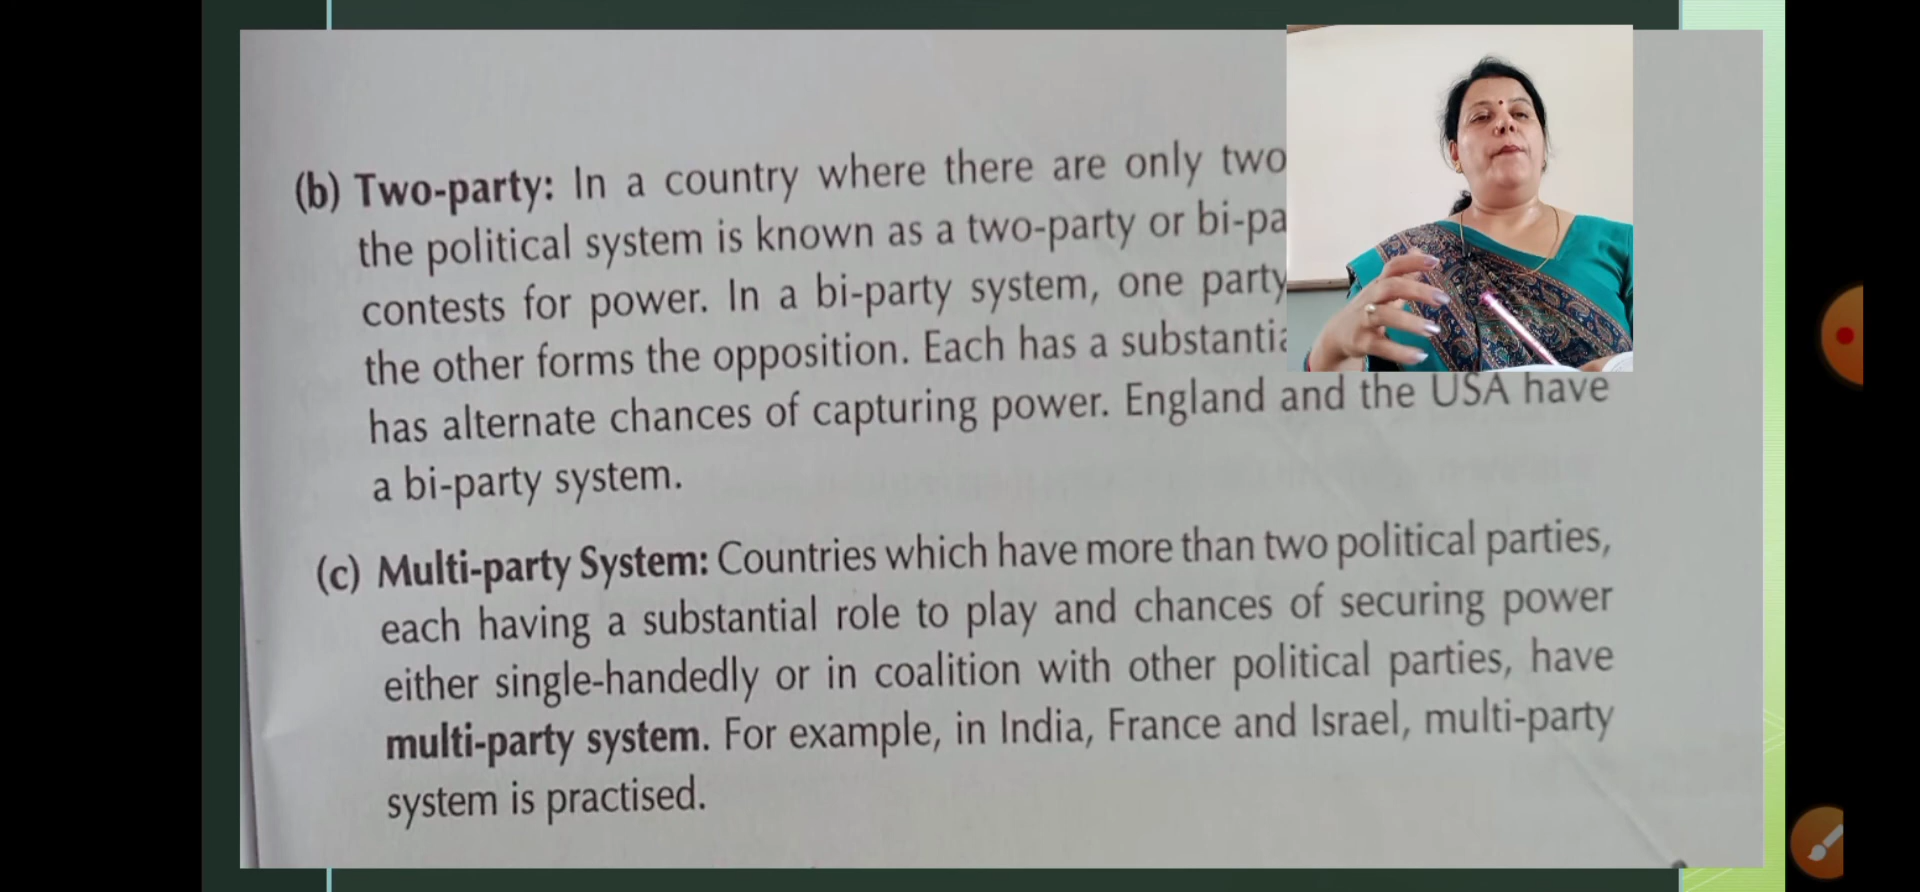 (b) Two-party: In a country where there are only two
the political system is known as a two-party or bi-pa
contests for power. In a bi-party system, one party
the other forms the opposition. Each has a substantia
has alternate chances of capturing power. England and the USA have
a bi-party system.
(c) Multi-party System: Countries which have more than two political parties,
each having a substantial role to play and chances of securing power
either single-handedly or in coalition with other political parties, have
multi-party system. For example, in India, France and Israel, multi-party
system is practised.